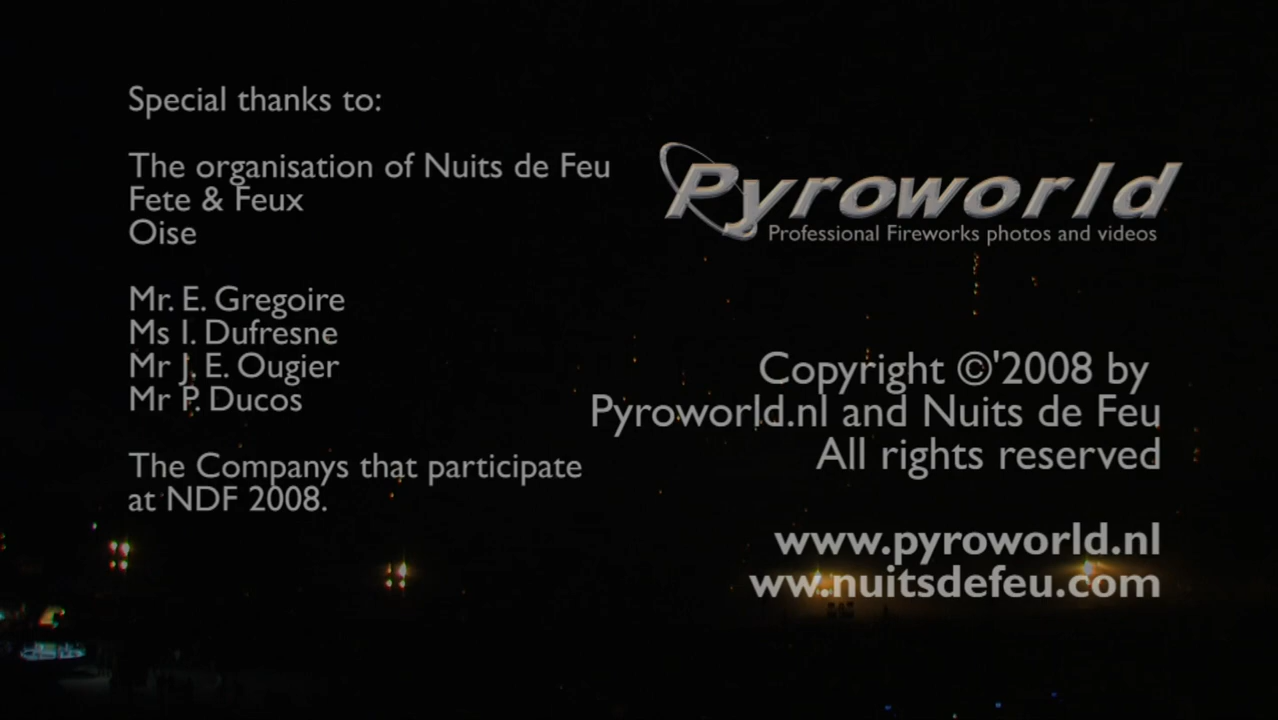 Special thanks to:
The organisation of Nuits de Feu
Fete & Feux
Oise
Mr. E. Gregoire
Ms I. Dufresne
Mr J. E. Ougier
Mr P. Ducos
The Companys that participate
at NDF 2008.
Pyroworld
Professional Fireworks photos and videos
Copyright ©'2008 by
Pyroworld.nl and Nuits de Feu
All rights reserved
www.pyroworld.nl
ww.nuitsdefeu.com